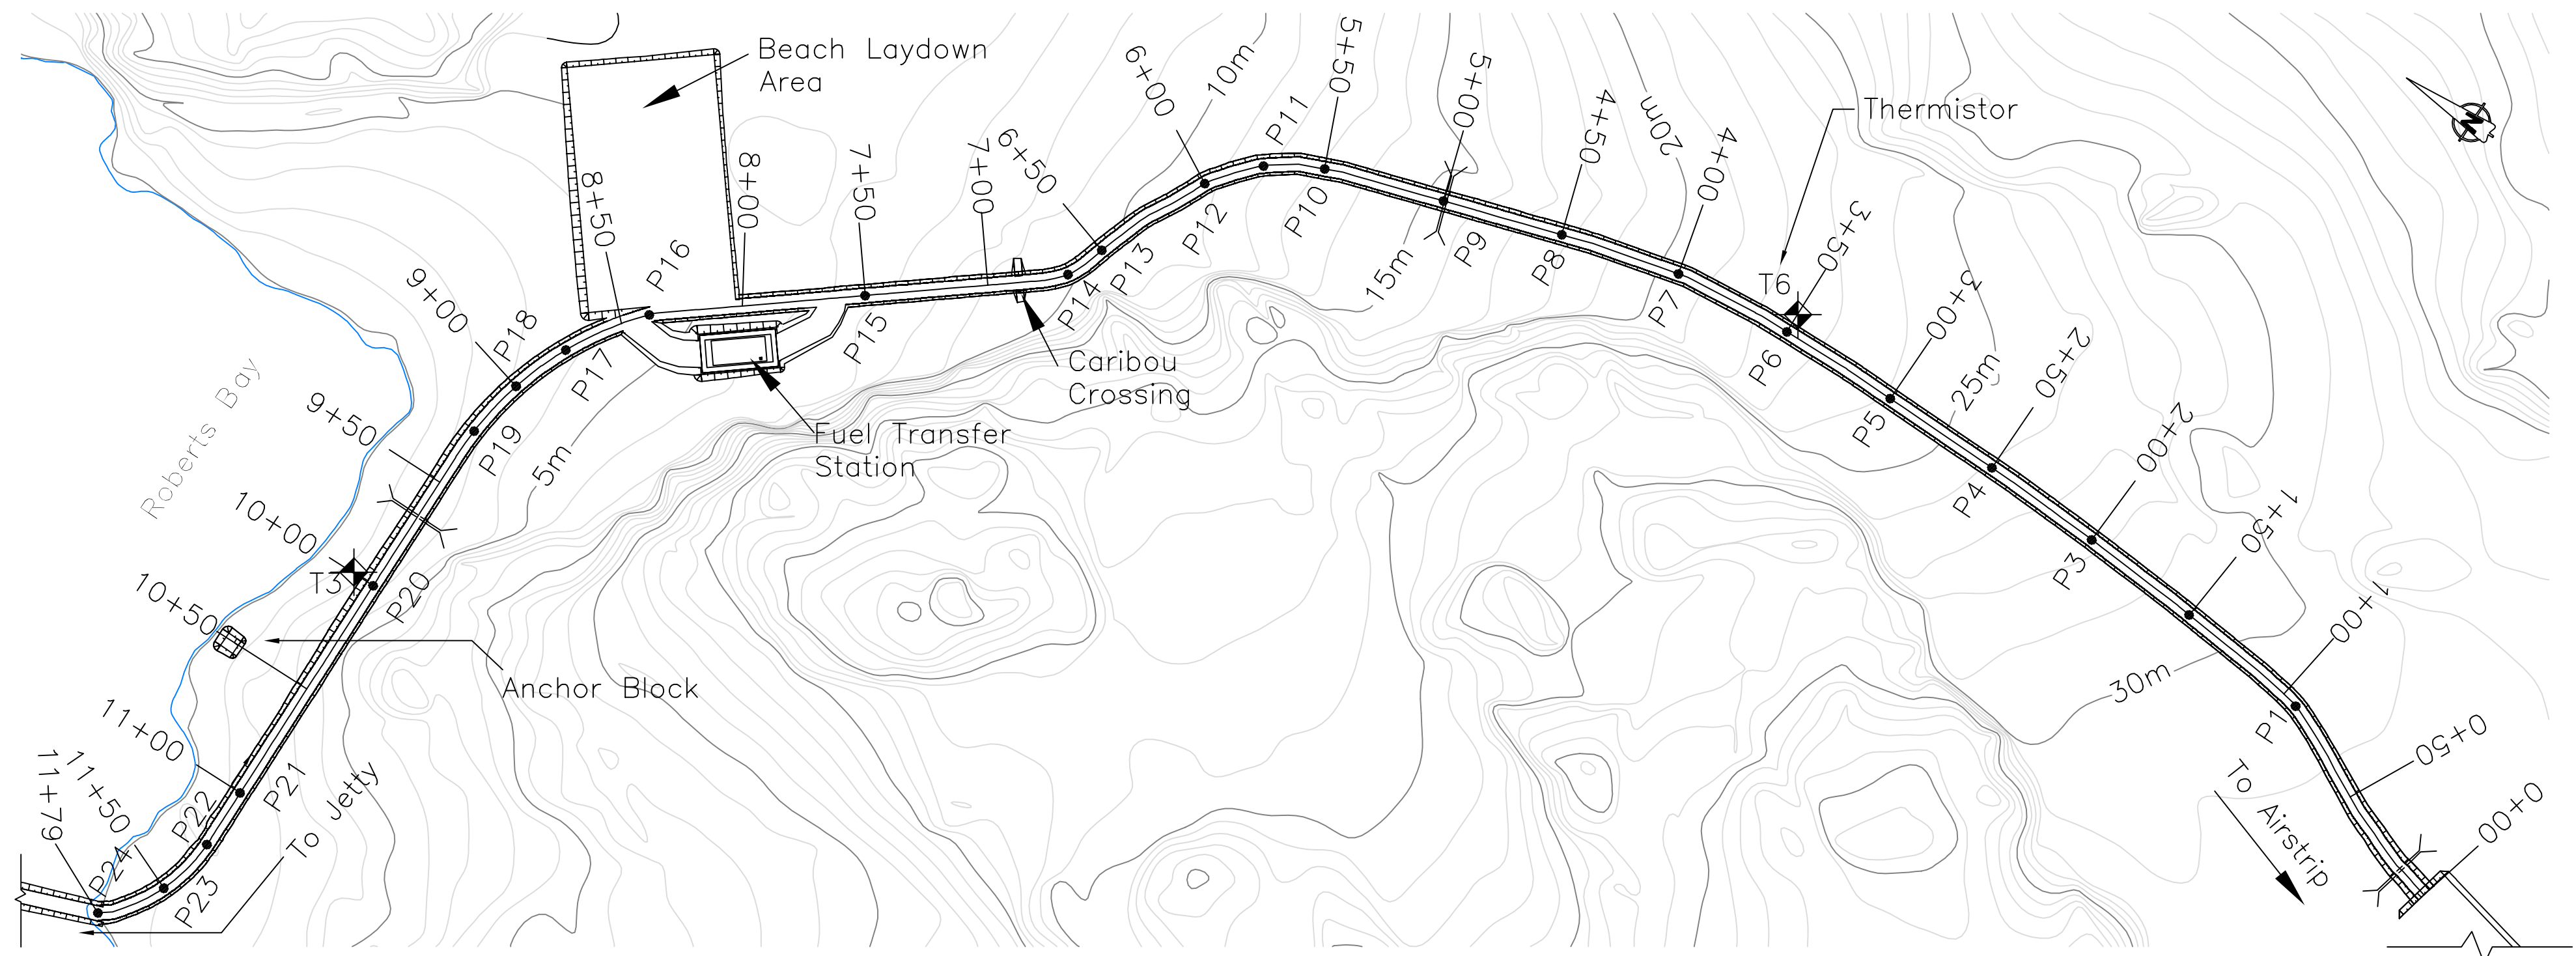 Beach Laydown
Area
5+50
6+00
10m
5+00
P11
4+50
20m
Thermistor
N
4+00
6+50
7+00
7+50
8+00
8+50
P10
P12
P9
P8
3+50
P16
P13
15m
T6
P7
3+00
9+00
P14
P18
P15
P17
Caribou
Crossing
P6
2+50
25m
Roberts Bay
9+50
P19
5m
Fuel Transfer
Station
P5
2+00
10+00
P4
1+50
T3
P20
P3
10+50
1+00
Anchor Block
30m
11+00
P1
0+50
11+50
11+79
P21
P22
To Jetty
To Airstrip
0+00
P24
P23